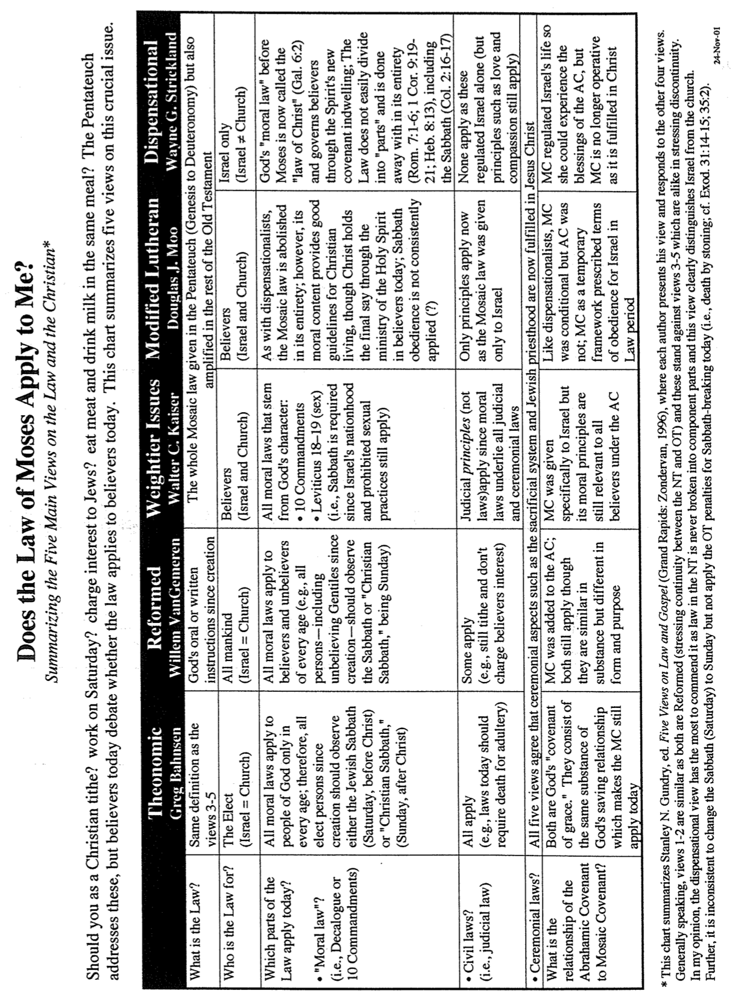 Does the Law of Moses Apply to Me?
Summarizing the Five Main Views on the Law and the Christian*
Should you as a Christian tithe? work on Saturday? charge interest to Jews? eat meat and drink milk in the same meal? The Pentateuch
addresses these, but believers today debate whether the law applies to believers today. This chart summarizes five views on this crucial issue.
Theonomic
Greg Bahnsen
Reformed
Willem VanGemeren
Weightier Issues
Walter C. Kaiser
Modified Lutheran
Douglas J. Moo
Dispensational
Wayne G. Strickland
What is the Law?
Same definition as the
views 3-5
God's oral or written
instructions since creation
The whole Mosaic law given in the Pentateuch (Genesis to Deuteronomy) but also
amplified in the rest of the Old Testament
Who is the Law for?
The Elect
(Israel = Church)
All mankind
(Israel = Church)
Believers
(Israel and Church)
Believers
(Israel and Church)
Israel only
(Israel ≠ Church)
Which parts of the
Law apply today?
• "Moral law"?
(i.e., Decalogue or
10 Commandments)
All moral laws apply to
people of God only in
every age; therefore, all
elect persons since
creation should observe
either the Jewish Sabbath
(Saturday, before Christ)
or "Christian Sabbath,"
(Sunday, after Christ)
All moral laws apply to
believers and unbelievers
of every age (e.g., all
persons—including
unbelieving Gentiles since
creation—should observe
the Sabbath or "Christian
Sabbath," being Sunday)
All moral laws that stem
from God's character:
• 10 Commandments
• Leviticus 18–19 (sex)
(i.e., Sabbath is required
since Israel's nationhood
and prohibited sexual
practices still apply)
As with dispensationalists,
the Mosaic law is abolished
in its entirety; however, its
moral content provides good
guidelines for Christian
living, though Christ holds
the final say through the
ministry of the Holy Spirit
in believers today; Sabbath
obedience is not consistently
applied (?)
God's "moral law" before
Moses is now called the
"law of Christ" (Gal. 6:2)
and governs believers
through the Spirit's new
covenant indwelling; The
Law does not easily divide
into "parts" and is done
away with in its entirety
(Rom. 7:1-6; 1 Cor. 9:19-
21; Heb. 8:13), including
the Sabbath (Col. 2:16-17)
• Civil laws?
(i.e., judicial law)
All apply
(e.g., laws today should
require death for adultery)
Some apply
(e.g., still tithe and don't
charge believers interest)
Judicial principles (not
laws)apply since moral
laws underlie all judicial
and ceremonial laws
Only principles apply now
as the Mosaic law was given
only to Israel
None apply as these
regulated Israel alone (but
principles such as love and
compassion still apply)
• Ceremonial laws?
All five views agree that ceremonial aspects such as the sacrificial system and Jewish priesthood are now fulfilled in Jesus Christ
What is the
relationship of the
Abrahamic Covenant
to Mosaic Covenant?
Both are God's "covenant
of grace." They consist of
the same substance of
God's saving relationship
which makes the MC still
apply today
MC was added to the AC;
both still apply though
they are similar in
substance but different in
form and purpose
MC was given
specifically to Israel but
its moral principles are
still relevant to all
believers under the AC
Like dispensationalists, MC
was conditional but AC was
not; MC as a temporary
framework prescribed terms
of obedience for Israel in
Law period
MC regulated Israel's life so
she could experience the
blessings of the AC, but
MC is no longer operative
as it is fulfilled in Christ
* This chart summarizes Stanley N. Gundry, ed. Five Views on Law and Gospel (Grand Rapids: Zondervan, 1996), where each author presents his view and responds to the other four views.
Generally speaking, views 1-2 are similar as both are Reformed (stressing continuity between the NT and OT) and these stand against views 3-5 which are alike in stressing discontinuity.
In my opinion, the dispensational view has the most to commend it as law in the NT is never broken into component parts and this view clearly distinguishes Israel from the church.
Further, it is inconsistent to change the Sabbath (Saturday) to Sunday but not apply the OT penalties for Sabbath-breaking today (i.e., death by stoning; cf. Exod. 31:14-15; 35:2).
24-Nov-01